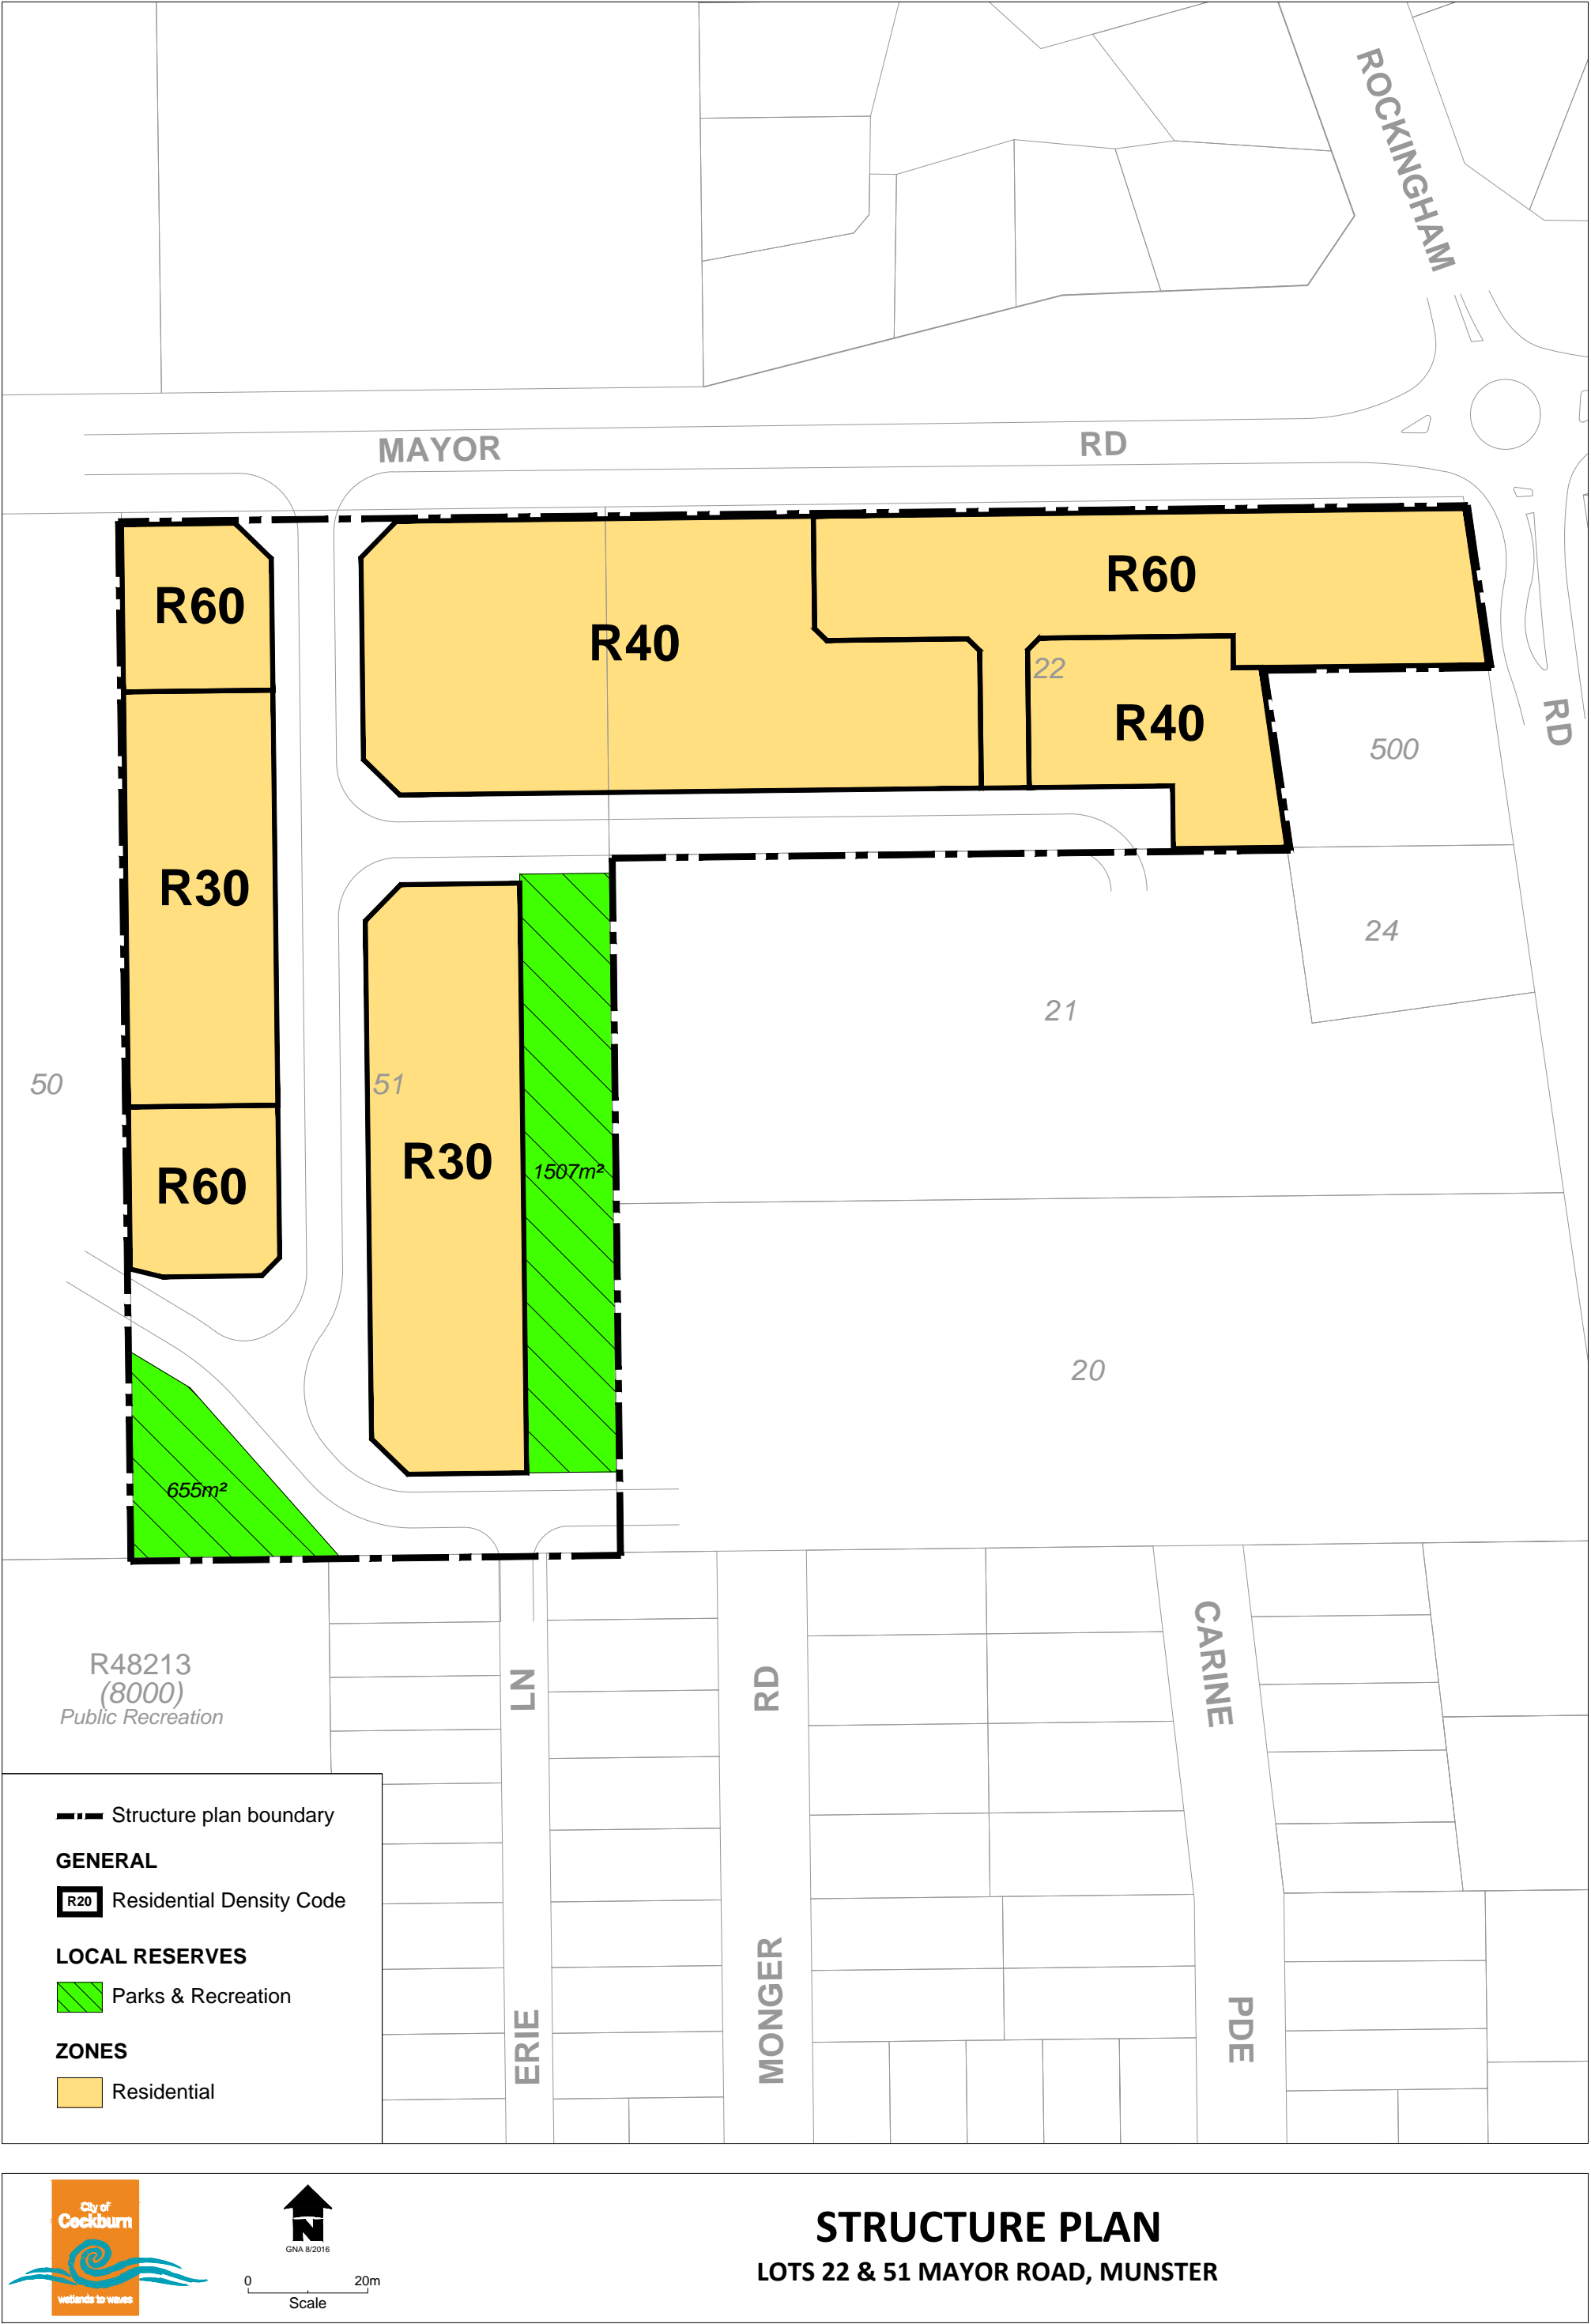 ROCKINGHAM
MAYOR
RD
R60
R60
R40
22
R40
RD
500
R30
24
21
50
51
R30
1507m²
R60
20
655m²
R48213
(8000)
Public Recreation
LN
RD
CARINE
ERIE
MONGER
PDE
Structure plan boundary
GENERAL
R20 Residential Density Code
LOCAL RESERVES
Parks & Recreation
ZONES
Residential
City of
Cockburn
wetlands to waves
N
GNA 8/2016
0 20m
Scale
STRUCTURE PLAN
LOTS 22 & 51 MAYOR ROAD, MUNSTER